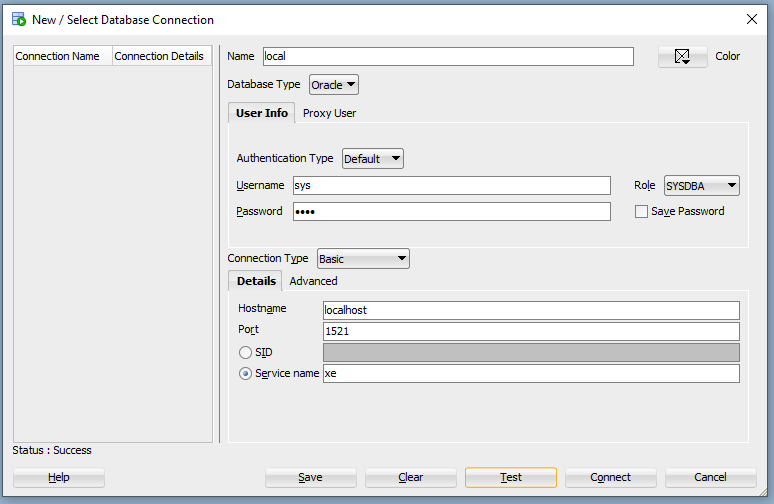 New / Select Database Connection
Connection Name Connection Details
Name local Color
Database Type Oracle
User Info Proxy User
Authentication Type Default
Username sys Role SYSDBA
Password •••• Save Password
Connection Type Basic
Details Advanced
Hostname localhost
Port 1521
SID
Service name xe
Status : Success
Help Save Clear Test Connect Cancel